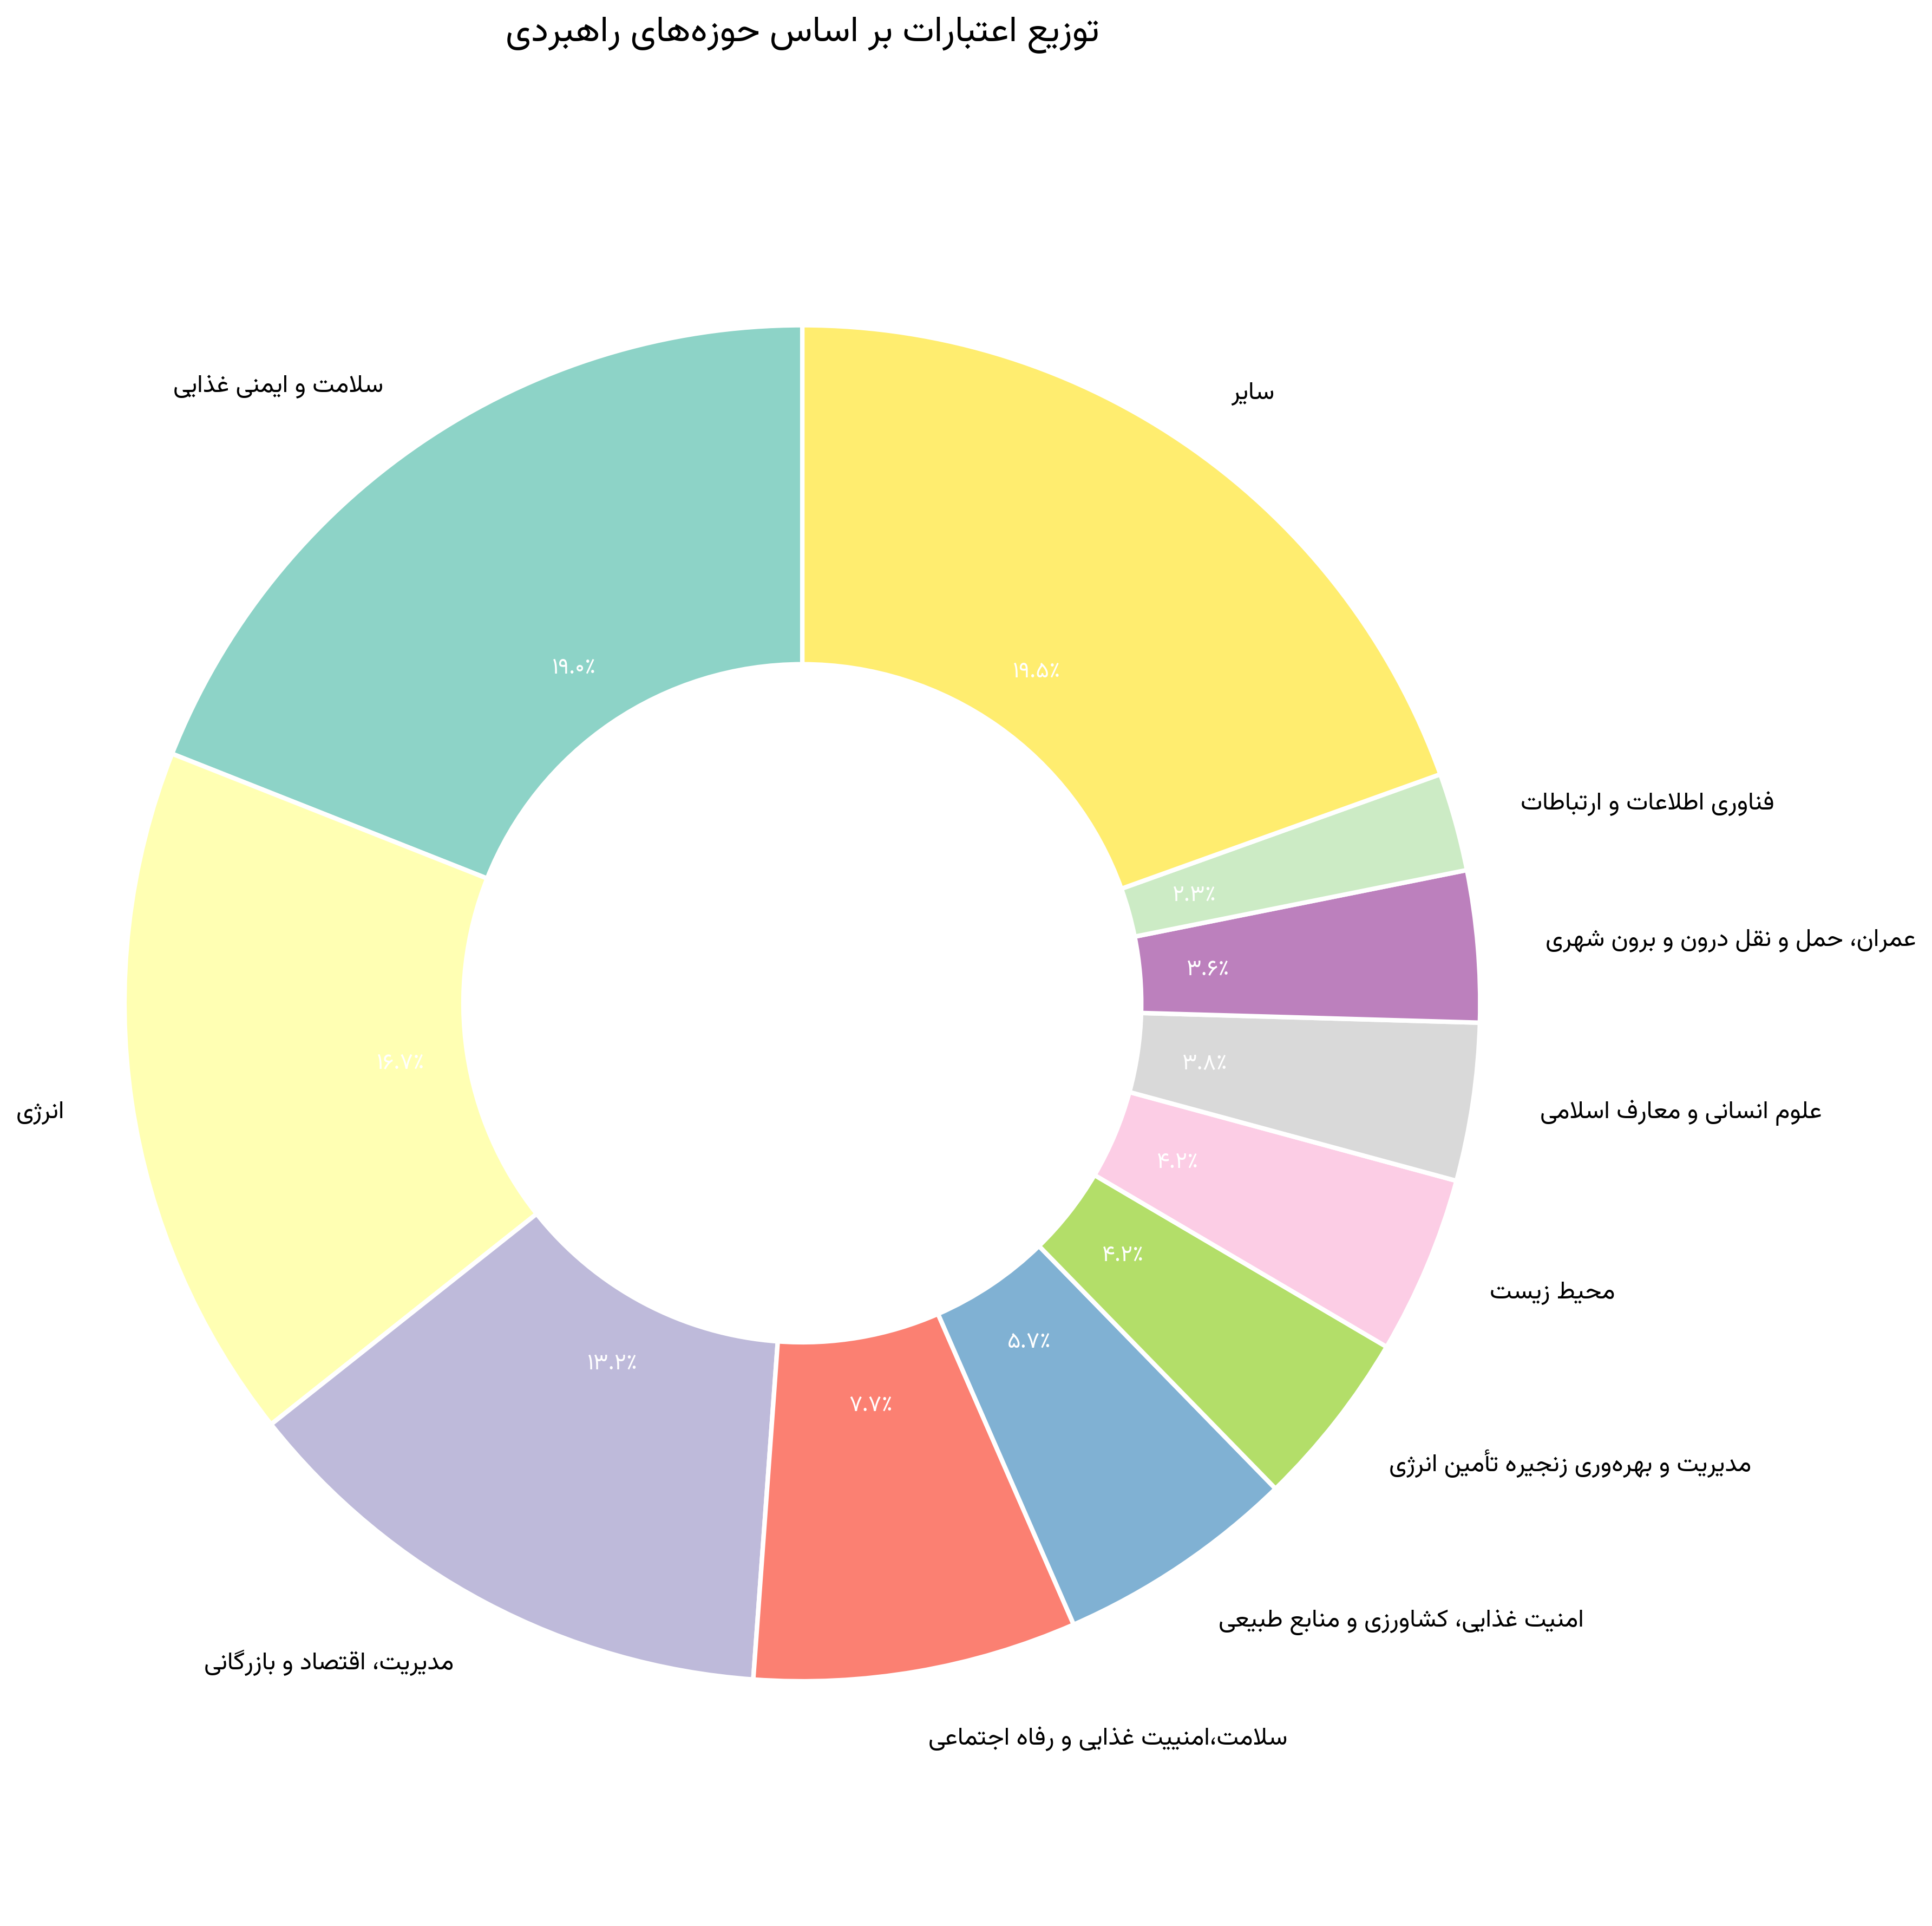 توزیع اعتبارات بر اساس حوزه‌های راهبردی
سلامت و ایمنی غذایی
۱۹.۰٪
انرژی
۱۶.۷٪
مدیریت، اقتصاد و بازرگانی
۱۳.۲٪
سلامت،امنییت غذایی و رفاه اجتماعی
۷.۷٪
امنیت غذایی، کشاورزی و منابع طبیعی
۵.۷٪
مدیریت و بهره‌وری زنجیره تأمین انرژی
۴.۲٪
محیط زیست
۴.۲٪
علوم انسانی و معارف اسلامی
۳.۸٪
عمران، حمل و نقل درون و برون شهری
۳.۶٪
فناوری اطلاعات و ارتباطات
۲.۳٪
سایر
۱۹.۵٪